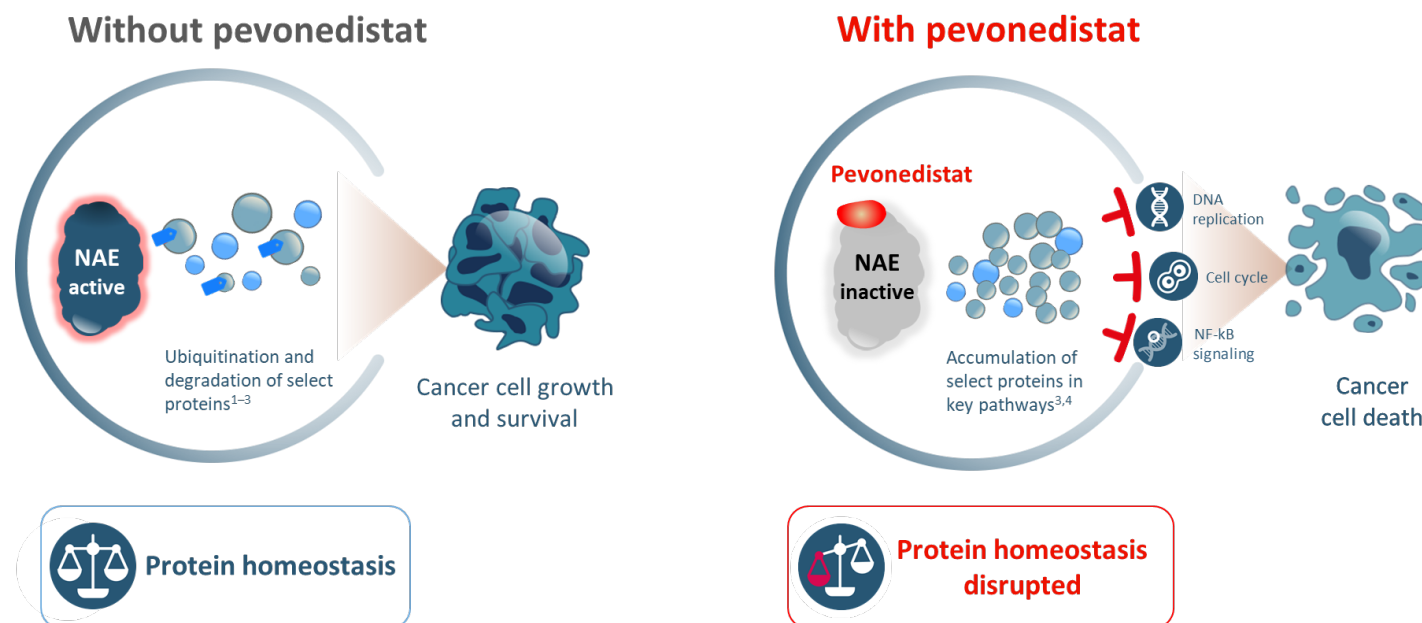 Without pevonedistat
NAE
active
Ubiquitination and
degradation of select
proteins¹⁻³
Cancer cell growth
and survival
Protein homeostasis
With pevonedistat
Pevonedistat
NAE
inactive
Accumulation of
select proteins in
key pathways³,⁴
DNA
replication
Cell cycle
NF-kB
signaling
Cancer
cell death
Protein homeostasis
disrupted